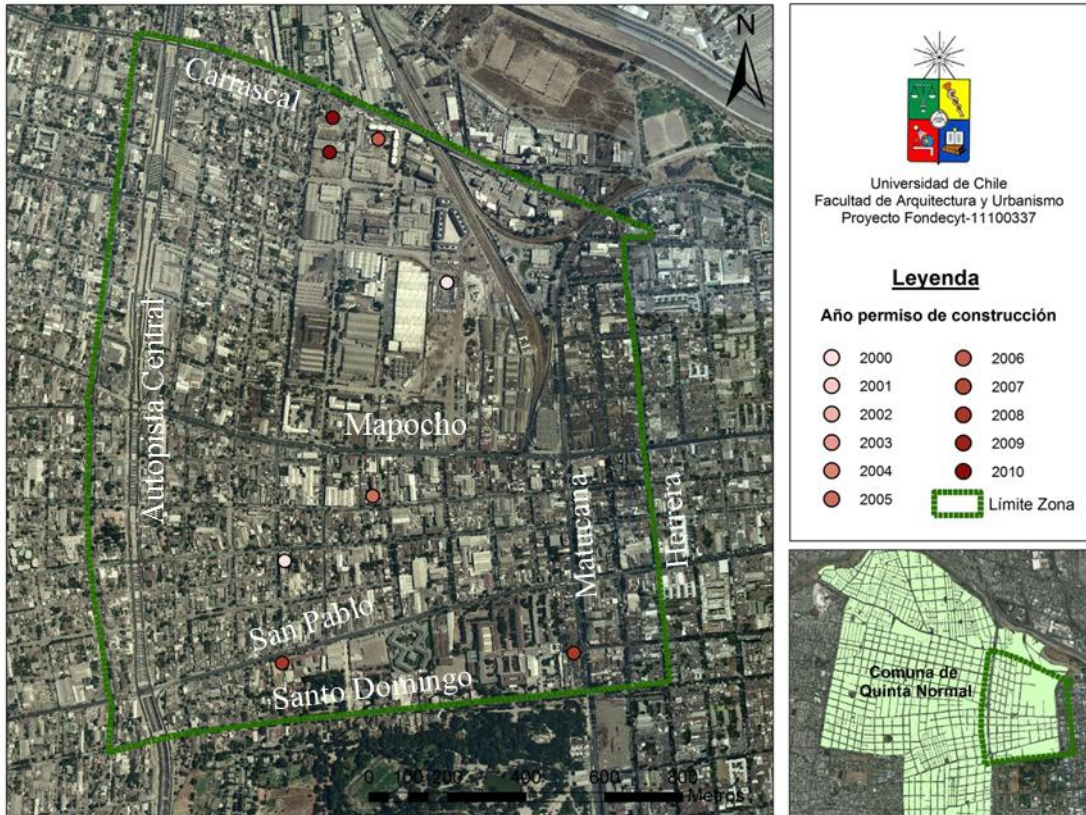 N
Carrascal
Autopista Central
Mapocho
Matucana
Herrera
San Pablo
Santo Domingo
0 100 200 400 600 800
Metros
Universidad de Chile
Facultad de Arquitectura y Urbanismo
Proyecto Fondecyt-11100337
Leyenda
Año permiso de construcción
2000
2001
2002
2003
2004
2005
2006
2007
2008
2009
2010
Límite Zona
Comuna de
Quinta Normal